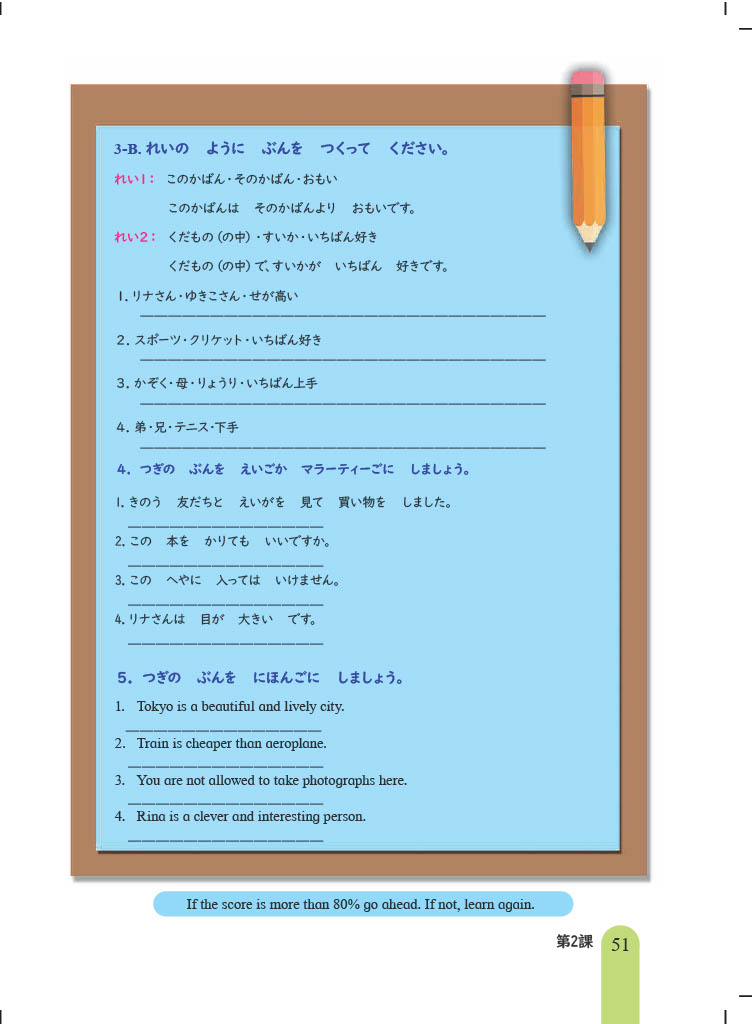 3-B. れいの ように ぶんを つくって ください。
れい1： このかばん・そのかばん・おもい
このかばんは そのかばんより おもいです。
れい2： くだもの（の中）・すいか・いちばん好き
くだもの（の中）で、すいかが いちばん 好きです。
1. リナさん・ゆきこさん・せが高い
2. スポーツ・クリケット・いちばん好き
3. かぞく・母・りょうり・いちばん上手
4. 弟・兄・テニス・下手
4. つぎの ぶんを えいごか マラーティーごに しましょう。
1. きのう 友だちと えいがを 見て 買い物を しました。
2. この 本を かりても いいですか。
3. この へやに 入っては いけません。
4. リナさんは 目が 大きい です。
5. つぎの ぶんを にほんごに しましょう。
1. Tokyo is a beautiful and lively city.
2. Train is cheaper than aeroplane.
3. You are not allowed to take photographs here.
4. Rina is a clever and interesting person.
If the score is more than 80% go ahead. If not, learn again.
第2課 51